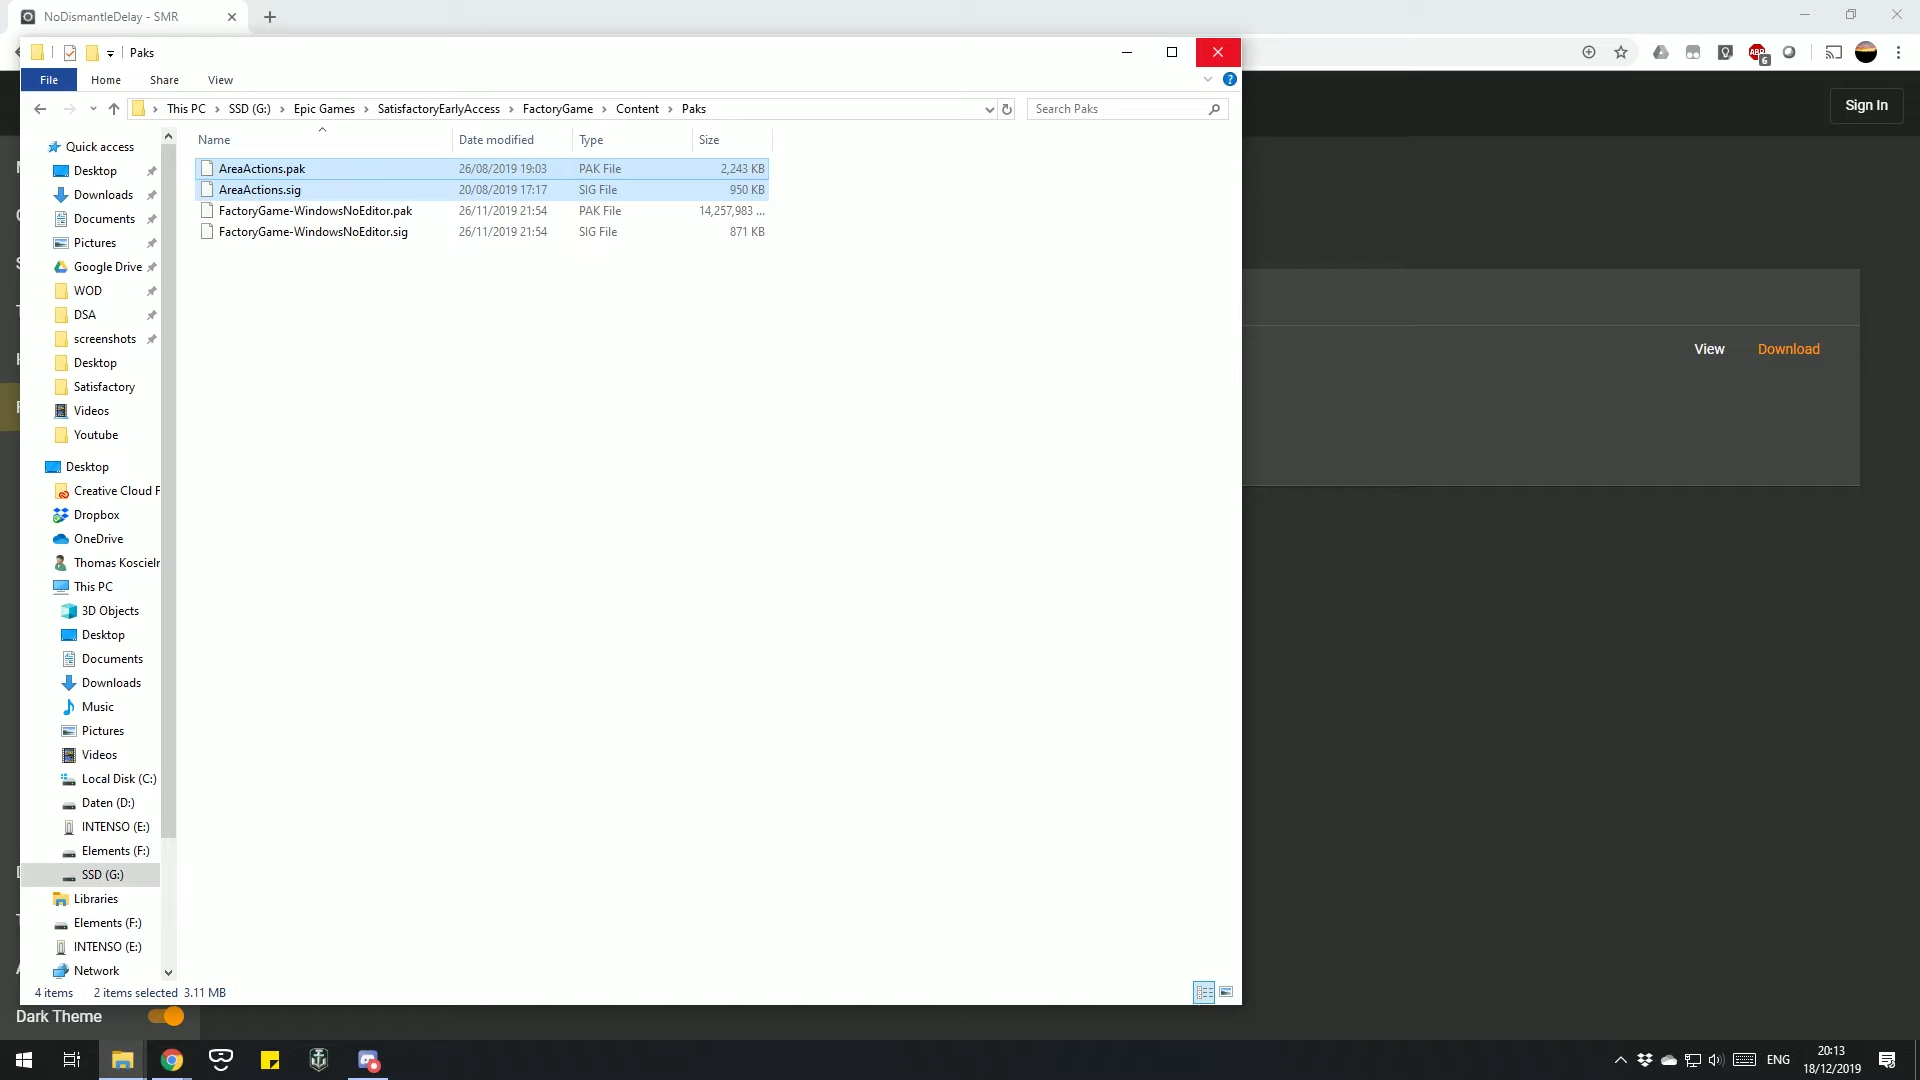 NoDismantleDelay - SMR
Paks
File
Home
Share
View
This PC
SSD (G:)
Epic Games
SatisfactoryEarlyAccess
FactoryGame
Content
Paks
Search Paks
6
Sign In
Name
Date modified
Type
Size
AreaActions.pak 26/08/2019 19:03 PAK File 2,243 KB
AreaActions.sig 20/08/2019 17:17 SIG File 950 KB
FactoryGame-WindowsNoEditor.pak 26/11/2019 21:54 PAK File 14,257,983 ...
FactoryGame-WindowsNoEditor.sig 26/11/2019 21:54 SIG File 871 KB
Quick access
Desktop
Downloads
Documents
Pictures
Google Drive
WOD
DSA
screenshots
Desktop
Satisfactory
Videos
Youtube
Desktop
Creative Cloud F
Dropbox
OneDrive
Thomas Koscielr
This PC
3D Objects
Desktop
Documents
Downloads
Music
Pictures
Videos
Local Disk (C:)
Daten (D:)
INTENSO (E:)
Elements (F:)
SSD (G:)
Libraries
Elements (F:)
INTENSO (E:)
Network
View
Download
4 items
2 items selected 3.11 MB
Dark Theme
ENG
20:13
18/12/2019